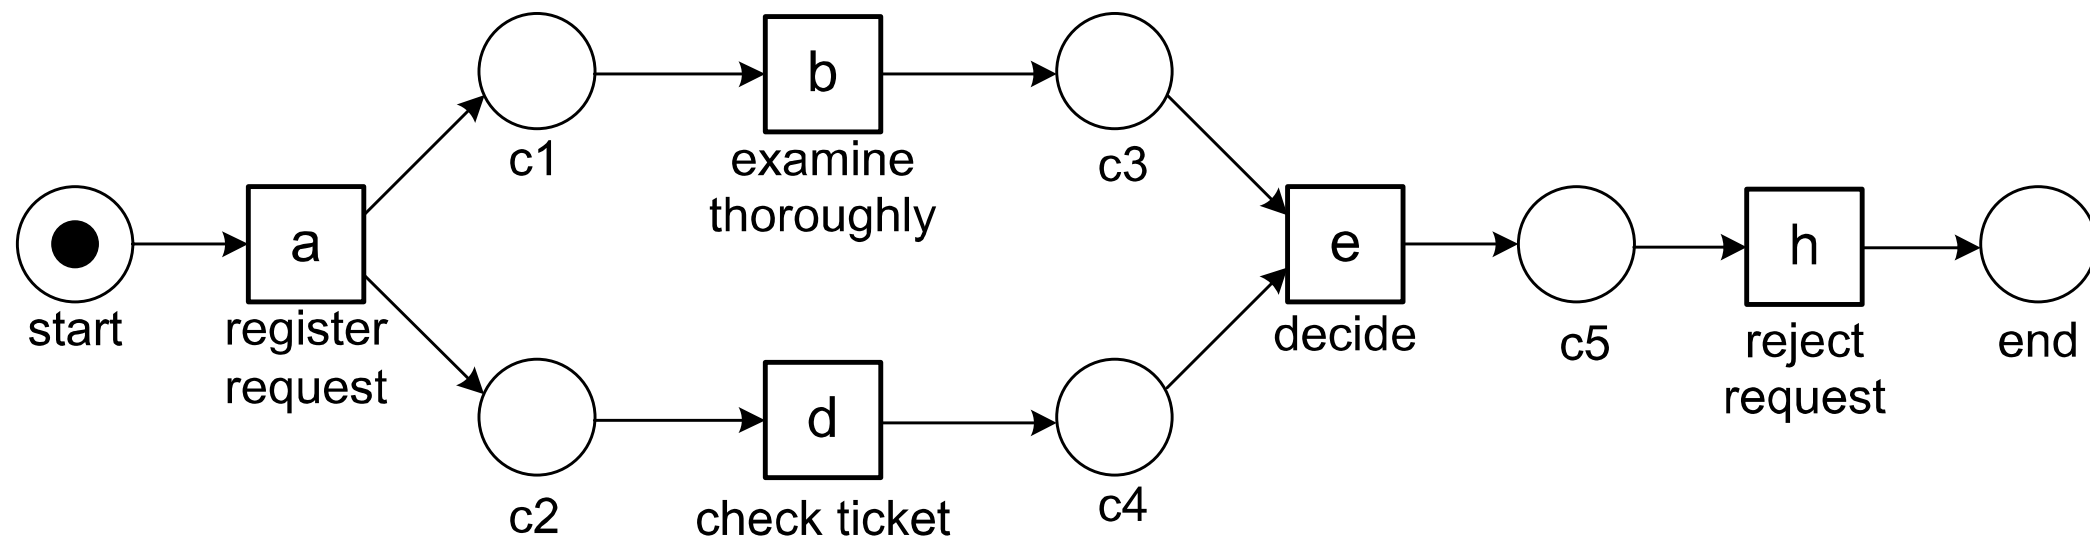 start
a
register
request
c1
b
examine
thoroughly
c3
c2
d
check ticket
c4
e
decide
c5
h
reject
request
end